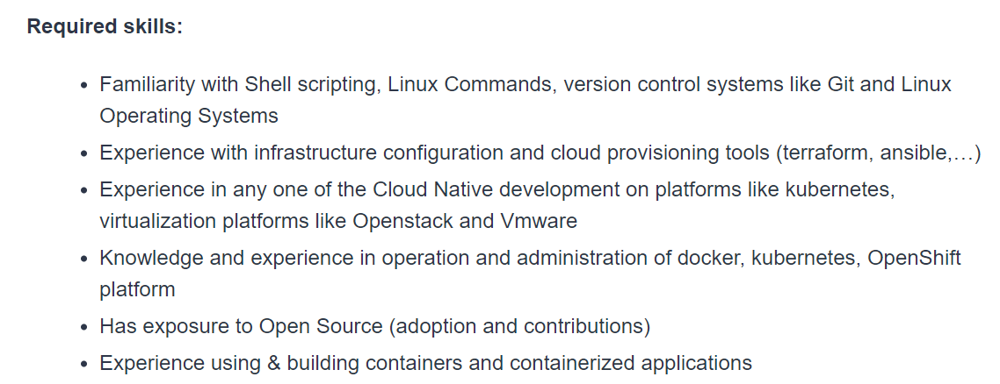 Required skills:
• Familiarity with Shell scripting, Linux Commands, version control systems like Git and Linux
Operating Systems
• Experience with infrastructure configuration and cloud provisioning tools (terraform, ansible,…)
• Experience in any one of the Cloud Native development on platforms like kubernetes,
virtualization platforms like Openstack and Vmware
• Knowledge and experience in operation and administration of docker, kubernetes, OpenShift
platform
• Has exposure to Open Source (adoption and contributions)
• Experience using & building containers and containerized applications